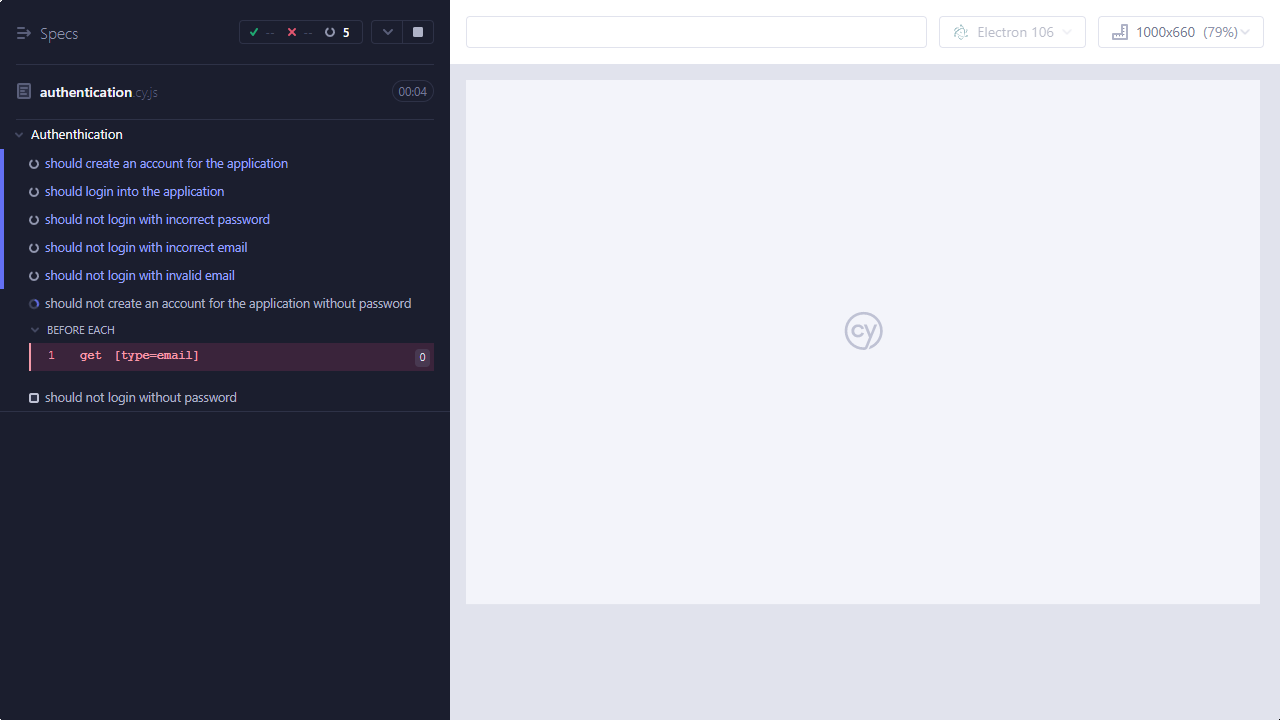 Specs
-- -- 5
Electron 106
1000x660 (79%)
authentication.cy.js
00:04
Authenthication
should create an account for the application
should login into the application
should not login with incorrect password
should not login with incorrect email
should not login with invalid email
should not create an account for the application without password
BEFORE EACH
1 get [type=email] 0
should not login without password
cy